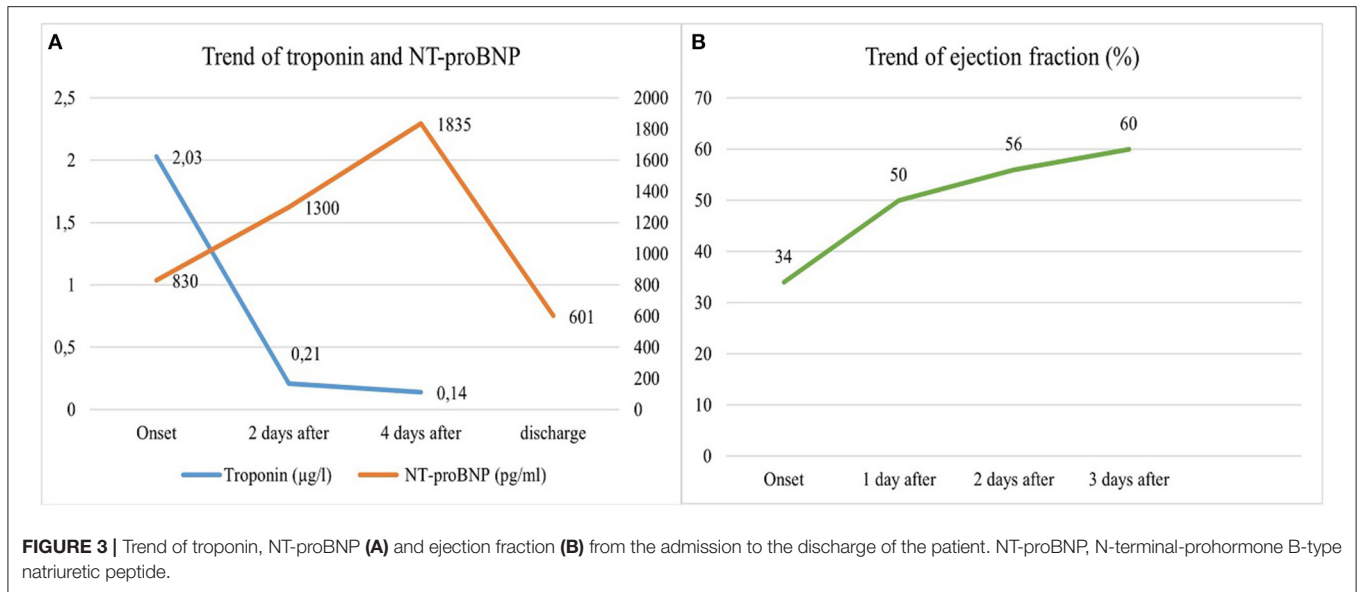 A
Trend of troponin and NT-proBNP
2,5
2
1,5
1
0,5
0
2000
1800
1600
1400
1200
1000
800
600
400
200
0
2,03
830
1300
0,21
1835
0,14
601
Onset
2 days after
4 days after
discharge
Troponin (µg/l)
NT-proBNP (pg/ml)
B
Trend of ejection fraction (%)
70
60
50
40
30
20
10
0
34
50
56
60
Onset
1 day after
2 days after
3 days after
FIGURE 3 | Trend of troponin, NT-proBNP (A) and ejection fraction (B) from the admission to the discharge of the patient. NT-proBNP, N-terminal-prohormone B-type
natriuretic peptide.